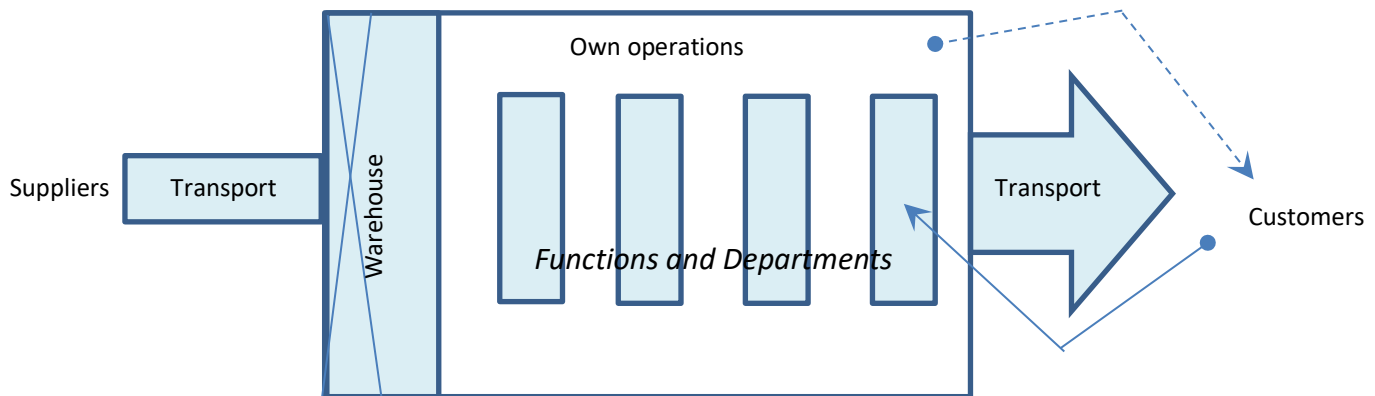 Own operations
Suppliers
Transport
Warehouse
Transport
Customers
Functions and Departments